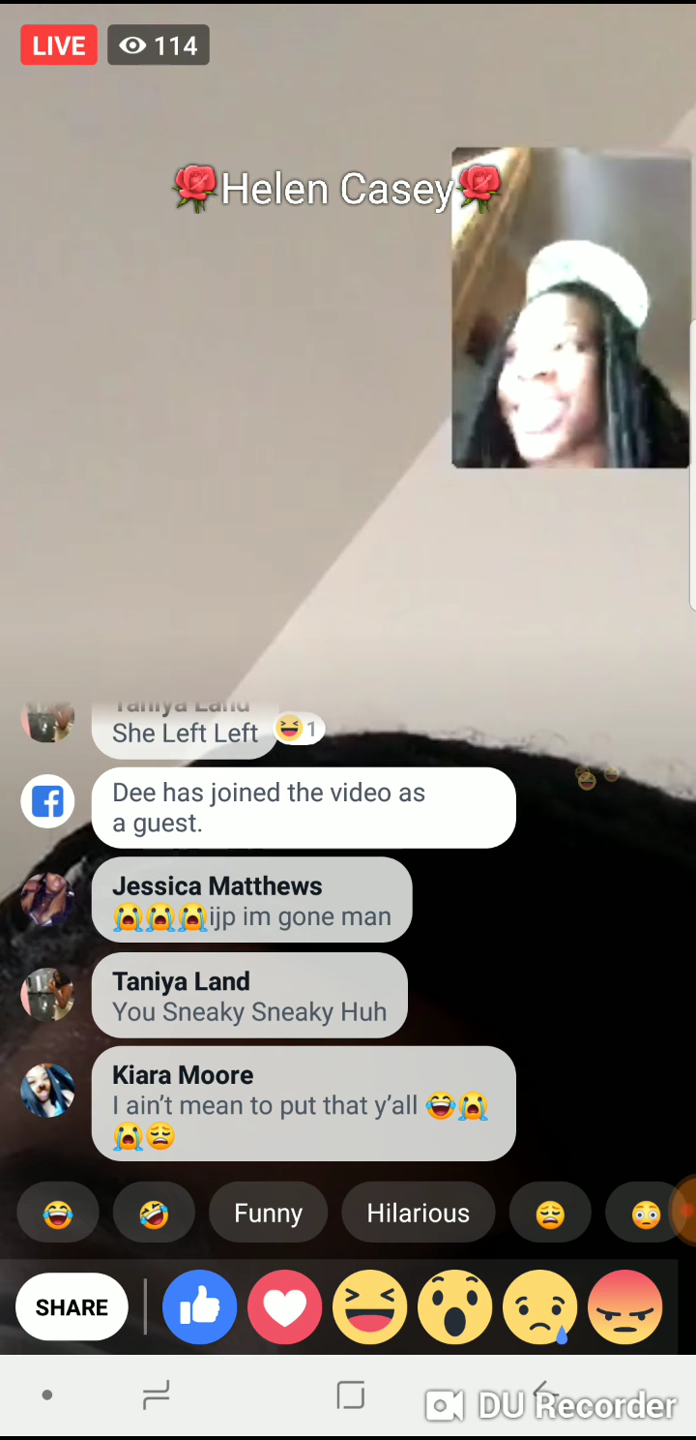 LIVE 114
🌹Helen Casey🌹
Taniya Land
She Left Left 😆 1
Dee has joined the video as
a guest.
Jessica Matthews
😭😭😭ijp im gone man
Taniya Land
You Sneaky Sneaky Huh
Kiara Moore
I ain't mean to put that y'all 😂😭
😭😩
😂 🤣 Funny Hilarious 😩 😳
SHARE
DU Recorder